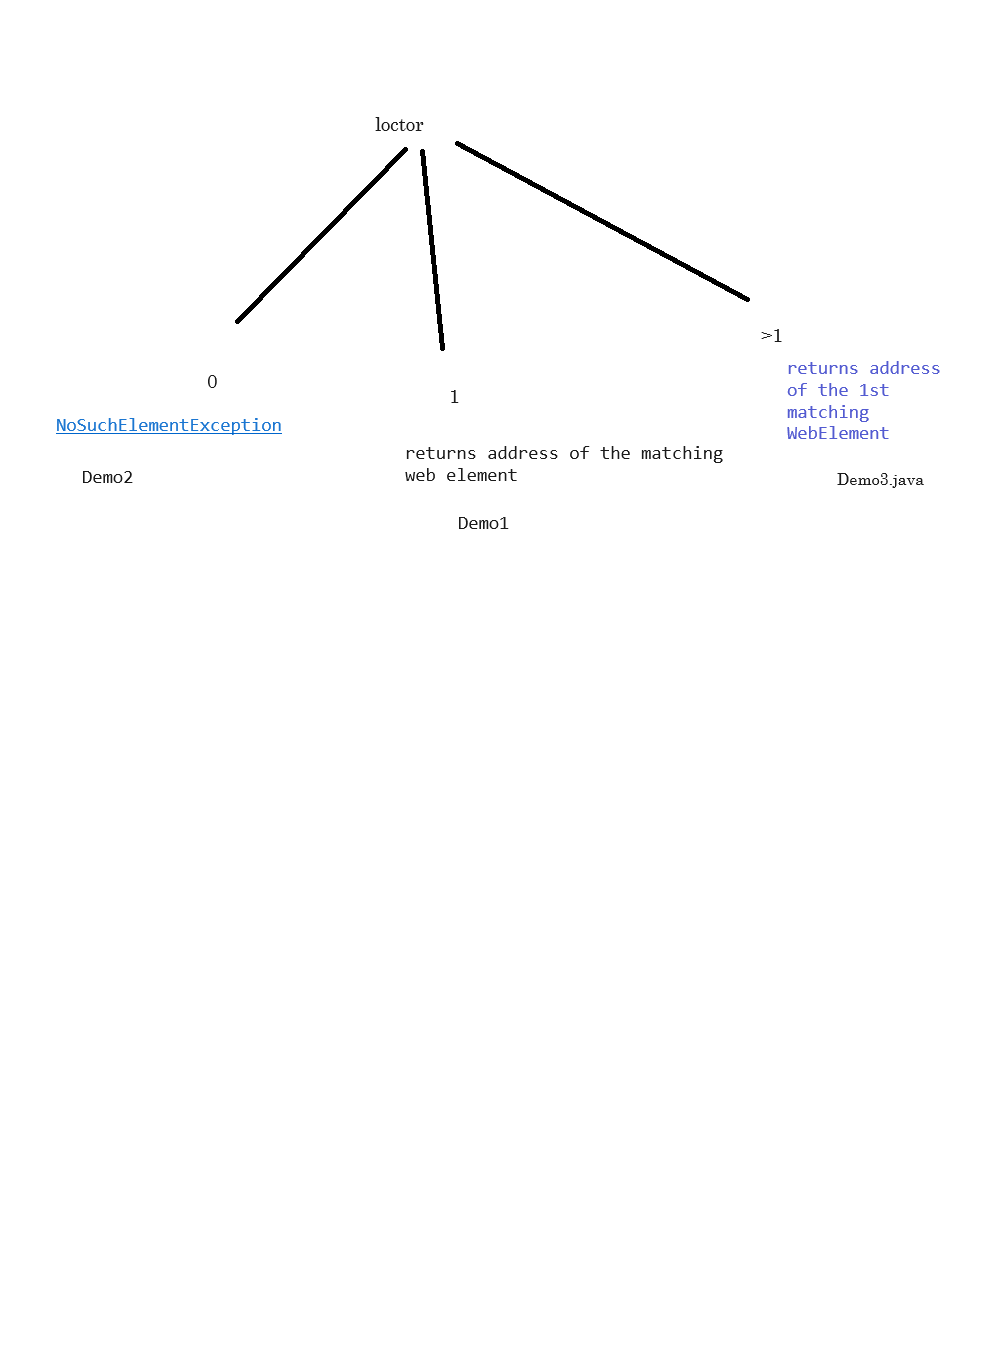 loctor
0
NoSuchElementException
Demo2
1
returns address of the matching
web element
Demo1
>1
returns address
of the 1st
matching
WebElement
Demo3.java